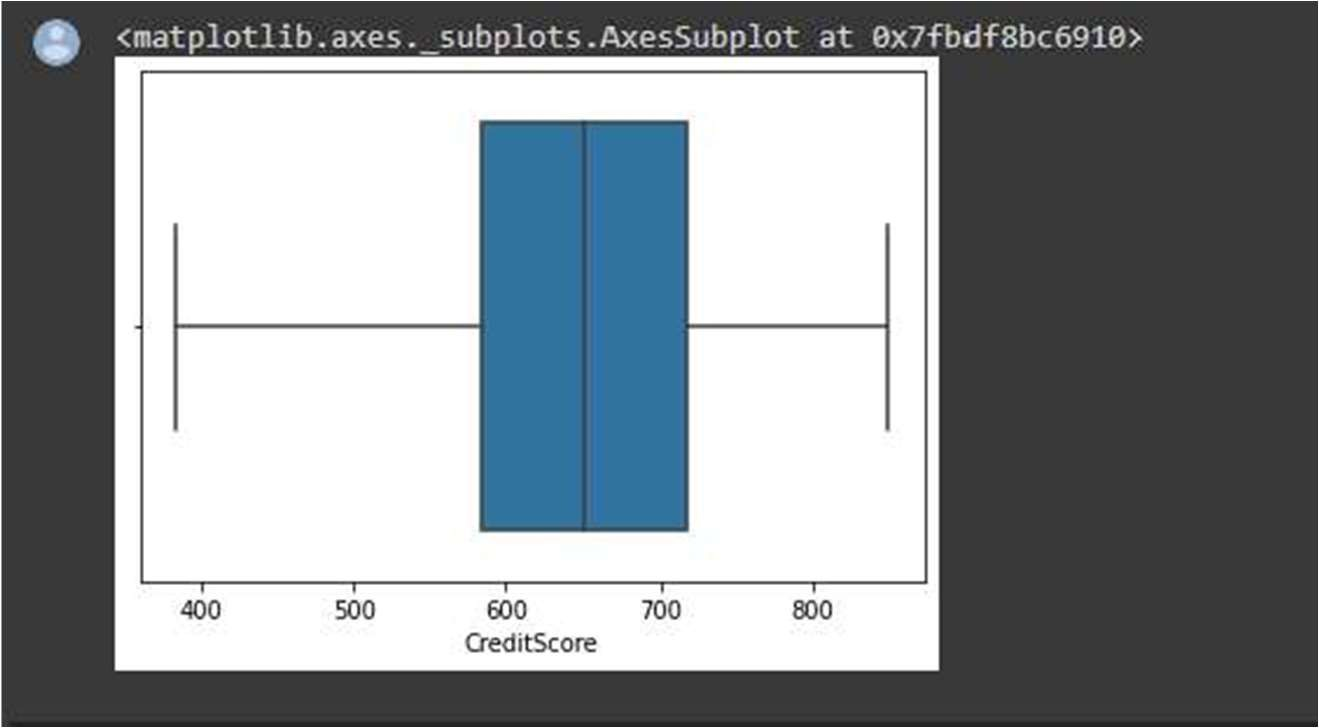 <matplotlib.axes._subplots.AxesSubplot at 0x7fbdf8bc6910>
400 500 600 700 800
CreditScore